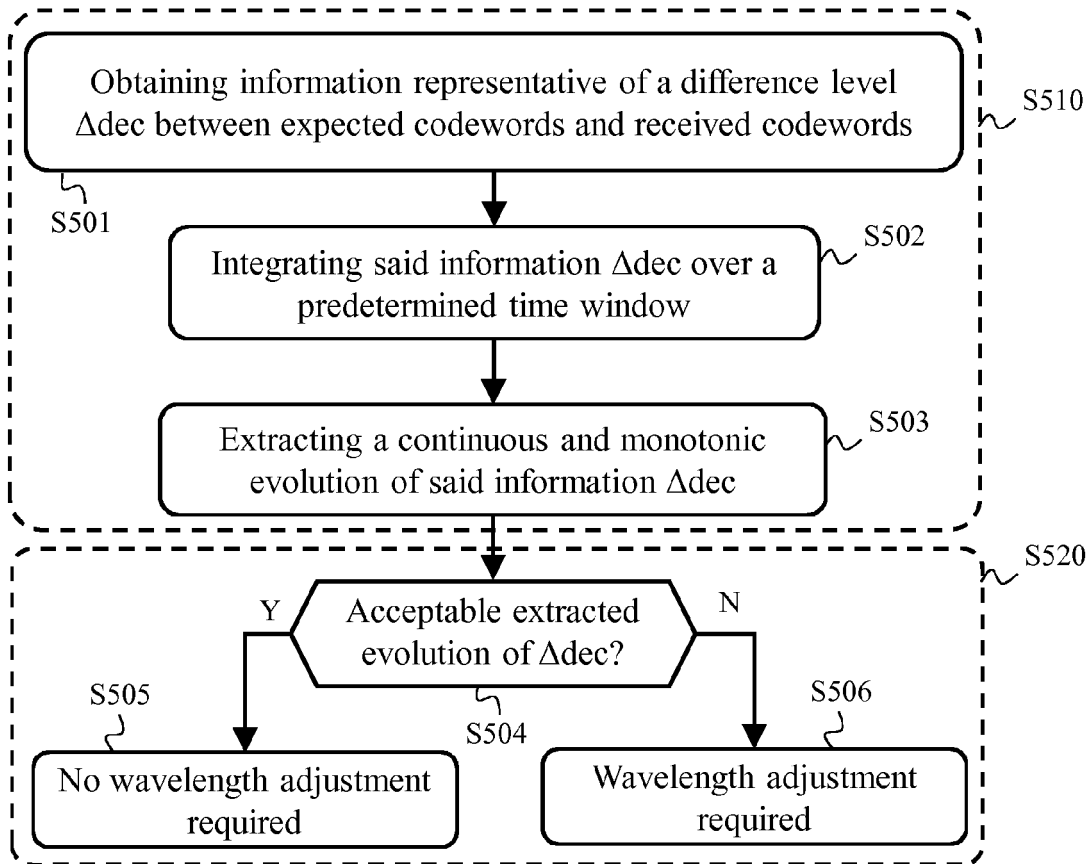 Obtaining information representative of a difference level
Δdec between expected codewords and received codewords
S510
S501
S502
Integrating said information Δdec over a
predetermined time window
S503
Extracting a continuous and monotonic
evolution of said information Δdec
S520
Y
N
Acceptable extracted
evolution of Δdec?
S505
S504
S506
No wavelength adjustment
required
Wavelength adjustment
required